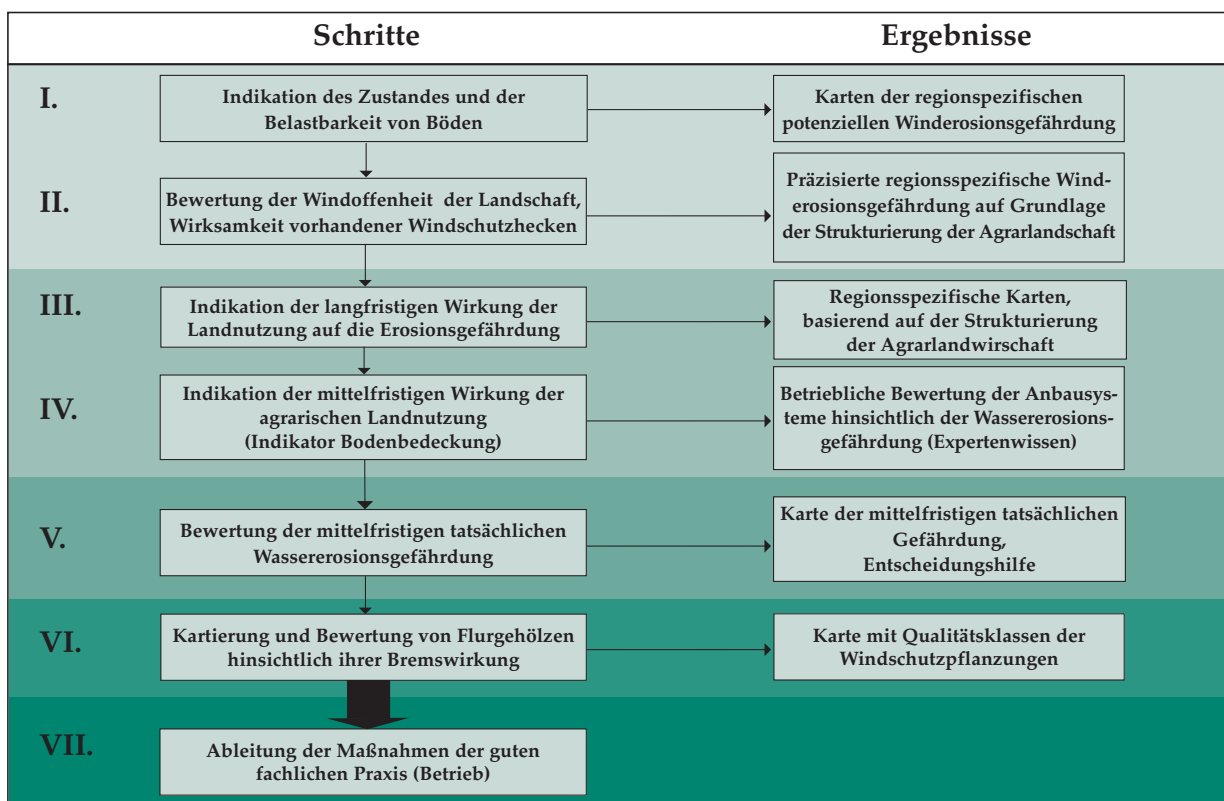 Schritte
Ergebnisse
I.
Indikation des Zustandes und der
Belastbarkeit von Böden
Karten der regionspezifischen
potenziellen Winderosionsgefährdung
II.
Bewertung der Windoffenheit der Landschaft,
Wirksamkeit vorhandener Windschutzhecken
Präzisierte regionsspezifische Wind-
erosionsgefährdung auf Grundlage
der Strukturierung der Agrarlandschaft
III.
Indikation der langfristigen Wirkung der
Landnutzung auf die Erosionsgefährdung
Regionsspezifische Karten,
basierend auf der Strukturierung
der Agrarlandwirschaft
IV.
Indikation der mittelfristigen Wirkung der
agrarischen Landnutzung
(Indikator Bodenbedeckung)
Betriebliche Bewertung der Anbausy-
steme hinsichtlich der Wassererosions-
gefährdung (Expertenwissen)
V.
Bewertung der mittelfristigen tatsächlichen
Wassererosionsgefährdung
Karte der mittelfristigen tatsächlichen
Gefährdung,
Entscheidungshilfe
VI.
Kartierung und Bewertung von Flurgehölzen
hinsichtlich ihrer Bremswirkung
Karte mit Qualitätsklassen der
Windschutzpflanzungen
VII.
Ableitung der Maßnahmen der guten
fachlichen Praxis (Betrieb)